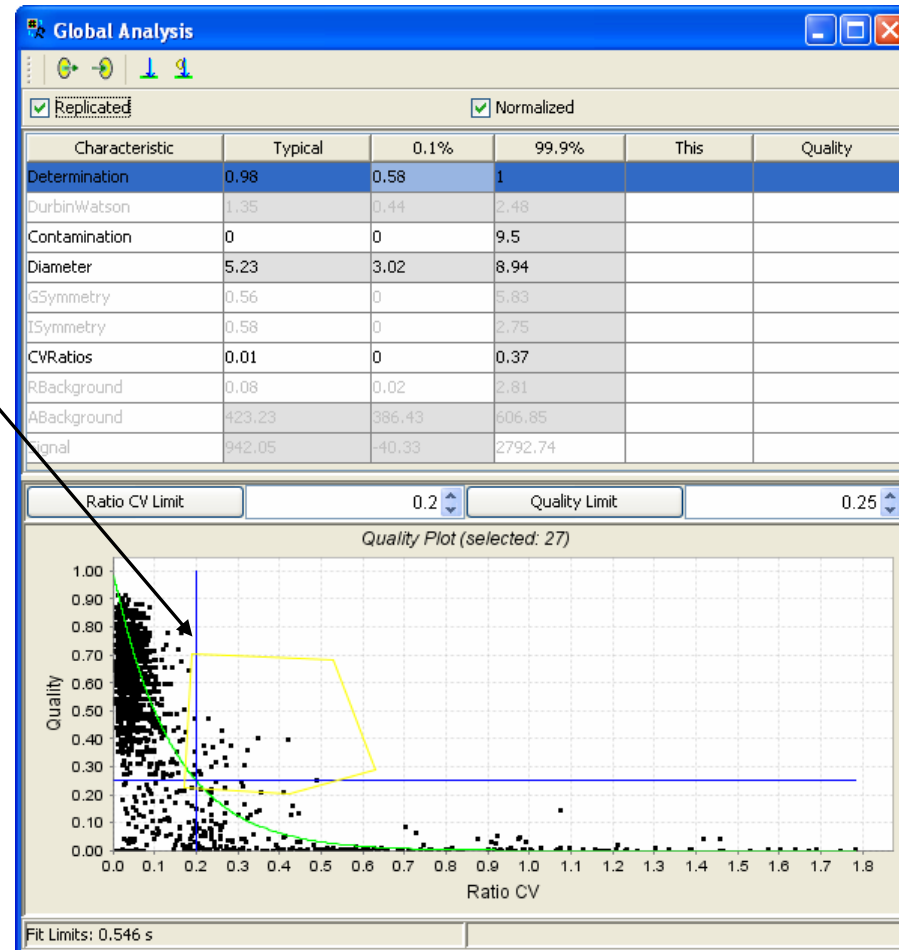 Global Analysis
Replicated Normalized
Characteristic Typical 0.1% 99.9% This Quality
Determination 0.98 0.58 1
DurbinWatson 1.35 0.44 2.48
Contamination 0 0 9.5
Diameter 5.23 3.02 8.94
GSymmetry 0.56 0 5.83
ISymmetry 0.58 0 2.75
CVRatios 0.01 0 0.37
RBackground 0.08 0.02 2.81
ABackground 423.23 386.43 606.85
Signal 942.05 -40.33 2792.74
Ratio CV Limit 0.2 Quality Limit 0.25
Quality Plot (selected: 27)
1.00
0.90
0.80
0.70
0.60
0.50
0.40
0.30
0.20
0.10
0.00
Quality
0.0 0.1 0.2 0.3 0.4 0.5 0.6 0.7 0.8 0.9 1.0 1.1 1.2 1.3 1.4 1.5 1.6 1.7 1.8
Ratio CV
Fit Limits: 0.546 s